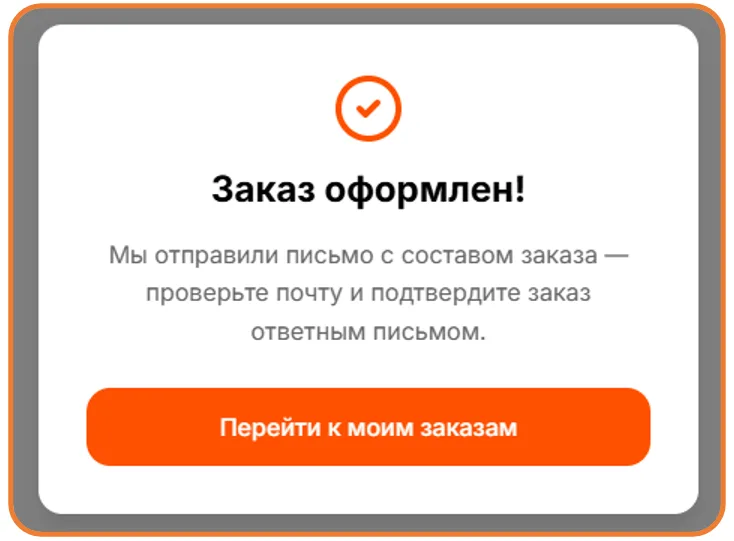 Заказ оформлен!
Мы отправили письмо с составом заказа —
проверьте почту и подтвердите заказ
ответным письмом.
Перейти к моим заказам